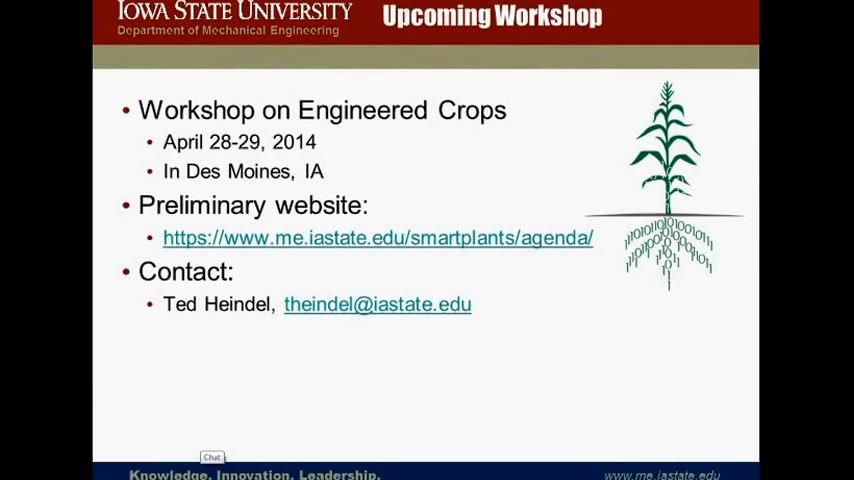 IOWA STATE UNIVERSITY
Department of Mechanical Engineering
Upcoming Workshop
• Workshop on Engineered Crops
• April 28-29, 2014
• In Des Moines, IA
• Preliminary website:
• https://www.me.iastate.edu/smartplants/agenda/
• Contact:
• Ted Heindel, theindel@iastate.edu
Chat
Knowledge. Innovation. Leadership.
www.me.iastate.edu